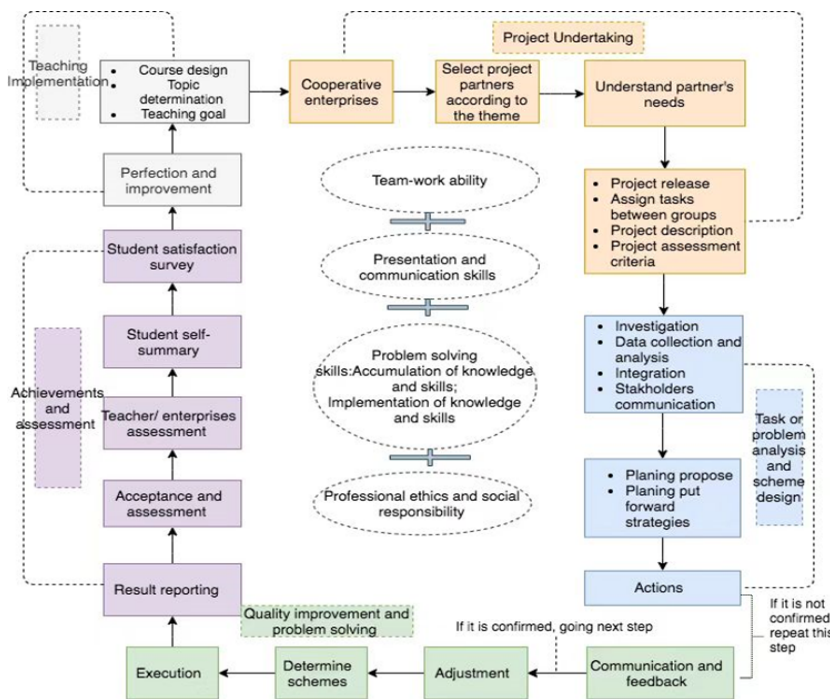 Teaching
Implementation
• Course design
• Topic
determination
• Teaching goal
Cooperative
enterprises
Project Undertaking
Select project
partners
according to
the theme
Understand partner's
needs
• Project release
• Assign tasks
between groups
• Project description
• Project assessment
criteria
• Investigation
• Data collection and
analysis
• Integration
• Stakholders
communication
Task or
problem
analysis
and
scheme
design
• Planing propose
• Planing put
forward
strategies
Actions
If it is not
confirmed,
repeat this
step
Communication and
feedback
If it is confirmed, going next
step
Adjustment
Determine
schemes
Execution
Quality improvement and
problem solving
Result reporting
Acceptance and
assessment
Teacher/ enterprises
assessment
Student self-
summary
Student satisfaction
survey
Achievements
and
assessment
Perfection and
improvement
Team-work ability
Presentation and
communication skills
Problem solving
skills:Accumulation of knowledge
and skills;
Implementation of knowledge
and skills
Professional ethics and social
responsibility